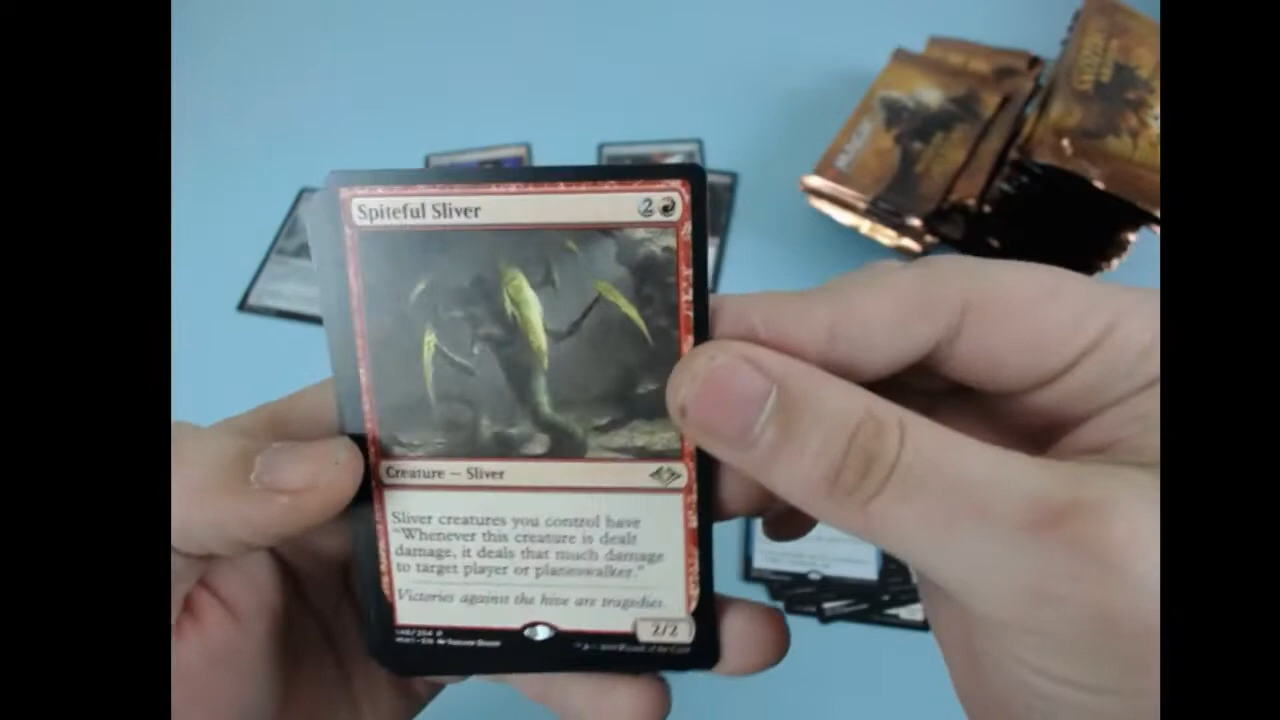 Spiteful Sliver 2
Creature — Sliver
Sliver creatures you control have
"Whenever this creature is dealt
damage, it deals that much damage
to target player or planeswalker."
Victories against the hive are tragedies.
2/2